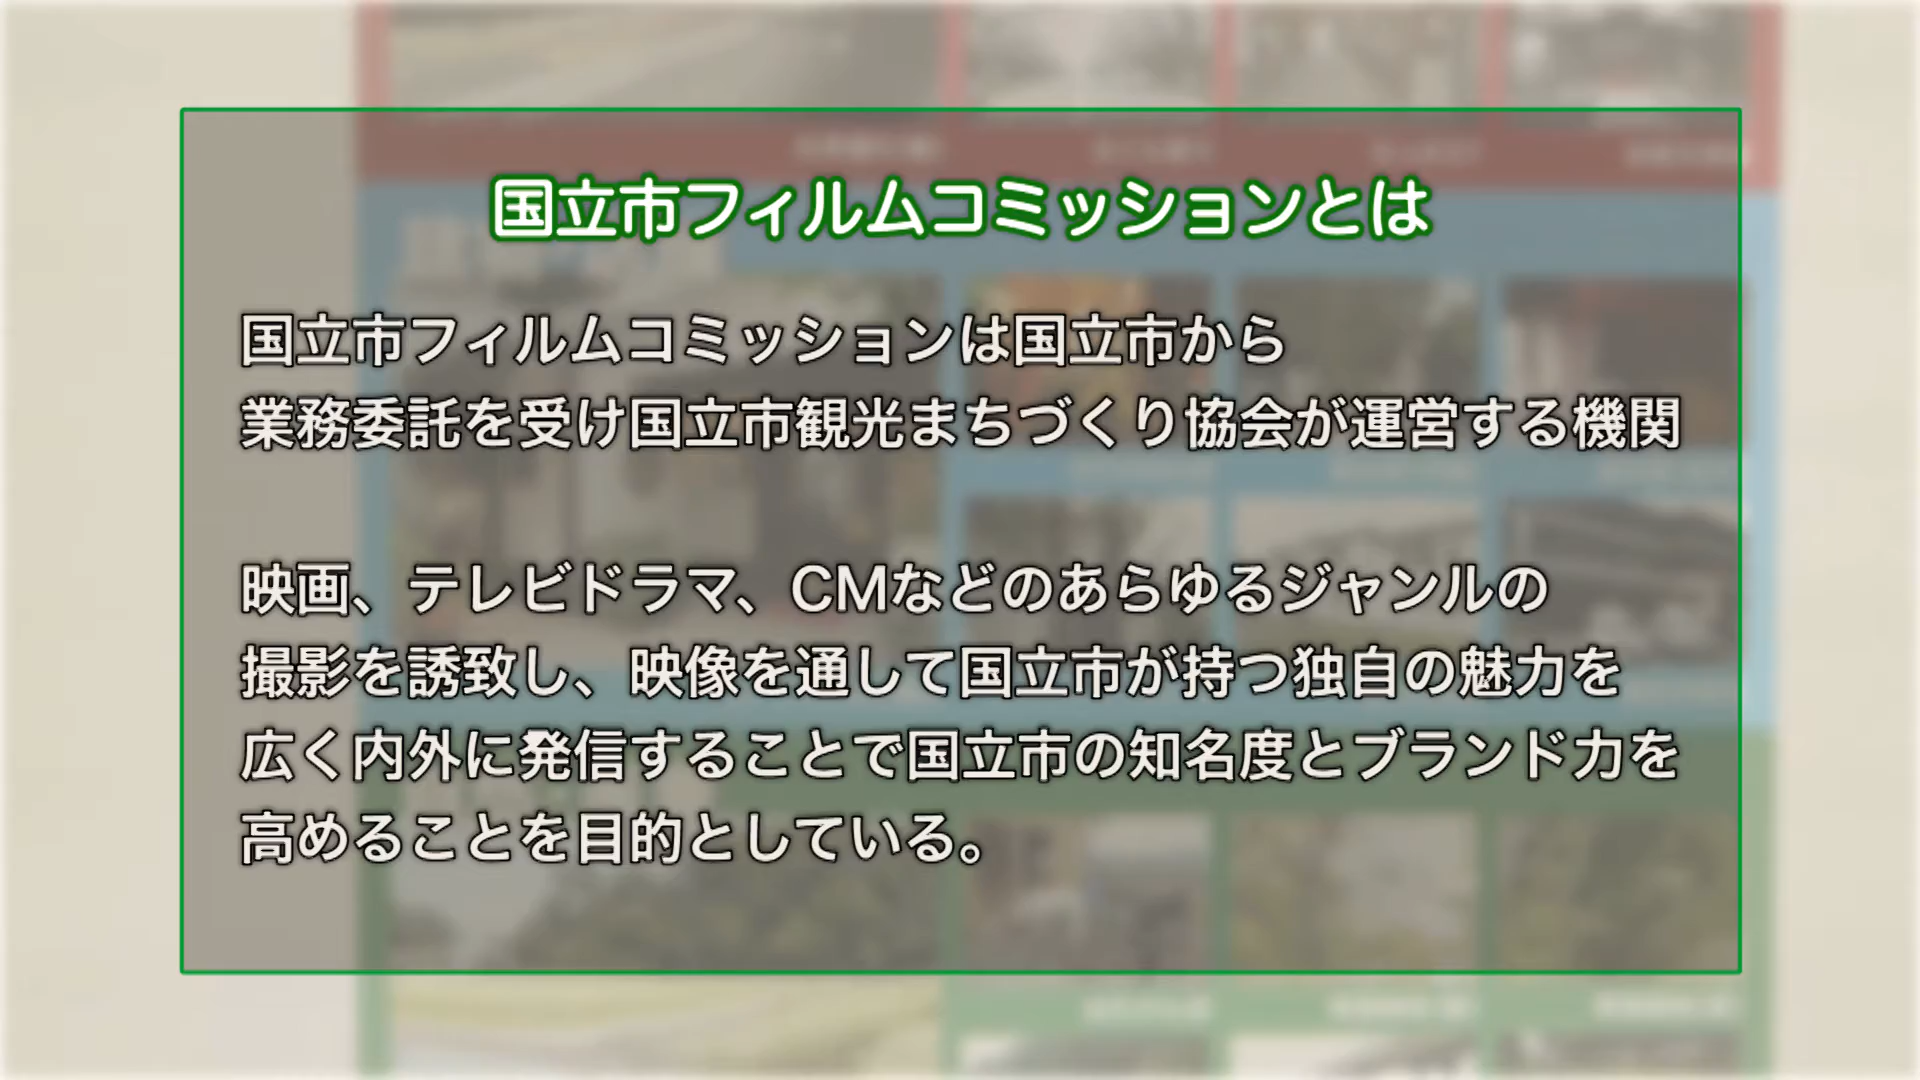 国立市フィルムコミッションとは
国立市フィルムコミッションは国立市から
業務委託を受け国立市観光まちづくり協会が運営する機関
映画、テレビドラマ、CMなどのあらゆるジャンルの
撮影を誘致し、映像を通して国立市が持つ独自の魅力を
広く内外に発信することで国立市の知名度とブランド力を
高めることを目的としている。